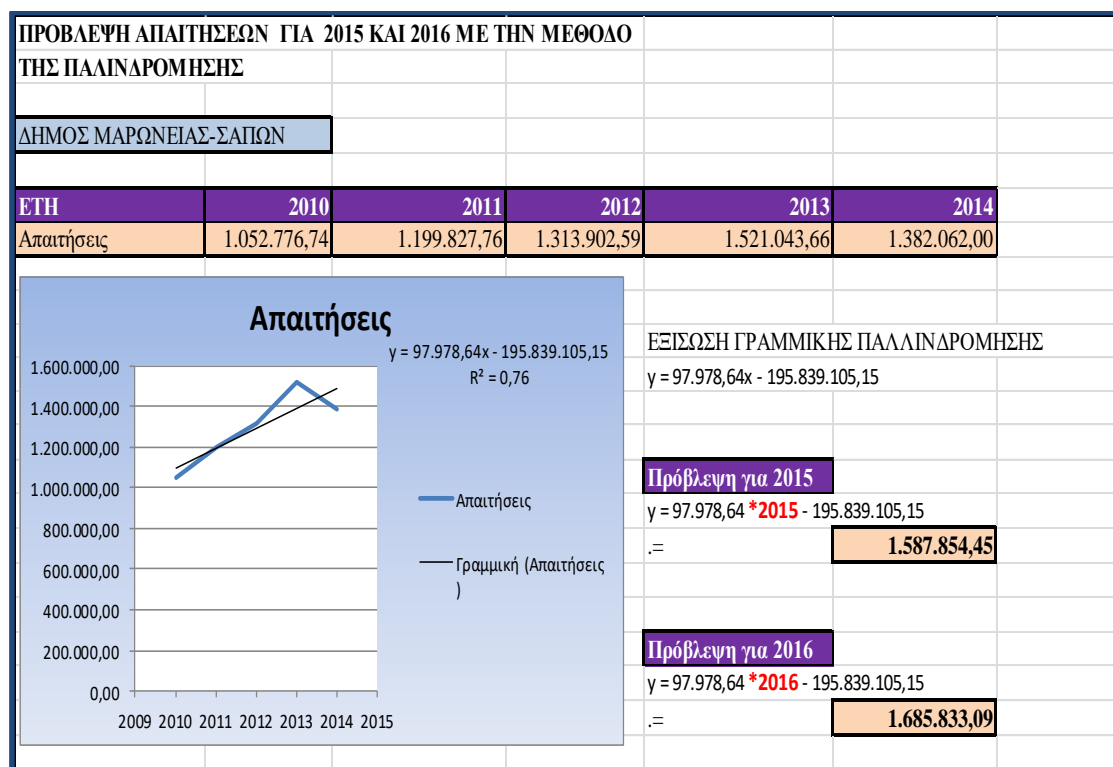 ΠΡΟΒΛΕΨΗ ΑΠΑΙΤΗΣΕΩΝ ΓΙΑ 2015 ΚΑΙ 2016 ΜΕ ΤΗΝ ΜΕΘΟΔΟ
ΤΗΣ ΠΑΛΙΝΔΡΟΜΗΣΗΣ
ΔΗΜΟΣ ΜΑΡΩΝΕΙΑΣ-ΣΑΠΩΝ
ΕΤΗ 2010 2011 2012 2013 2014
Απαιτήσεις 1.052.776,74 1.199.827,76 1.313.902,59 1.521.043,66 1.382.062,00
Απαιτήσεις
y = 97.978,64x - 195.839.105,15
R² = 0,76
1.600.000,00
1.400.000,00
1.200.000,00
1.000.000,00
800.000,00
600.000,00
400.000,00
200.000,00
0,00
2009 2010 2011 2012 2013 2014 2015
Απαιτήσεις
Γραμμική (Απαιτήσεις
)
ΕΞΙΣΩΣΗ ΓΡΑΜΜΙΚΗΣ ΠΑΛΛΙΝΔΡΟΜΗΣΗΣ
y = 97.978,64x - 195.839.105,15
Πρόβλεψη για 2015
y = 97.978,64 *2015 - 195.839.105,15
.= 1.587.854,45
Πρόβλεψη για 2016
y = 97.978,64 *2016 - 195.839.105,15
.= 1.685.833,09